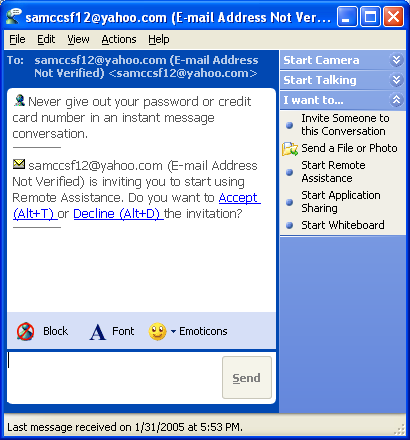 samccsf12@yahoo.com (E-mail Address Not Ver...
File Edit View Actions Help
To: samccsf12@yahoo.com (E-mail Address
Not Verified) <samccsf12@yahoo.com>
Never give out your password or credit
card number in an instant message
conversation.
samccsf12@yahoo.com (E-mail Address
Not Verified) is inviting you to start using
Remote Assistance. Do you want to Accept
(Alt+T) or Decline (Alt+D) the invitation?
Block Font Emoticons
Send
Start Camera
Start Talking
I want to...
Invite Someone to
this Conversation
Send a File or Photo
Start Remote
Assistance
Start Application
Sharing
Start Whiteboard
Last message received on 1/31/2005 at 5:53 PM.